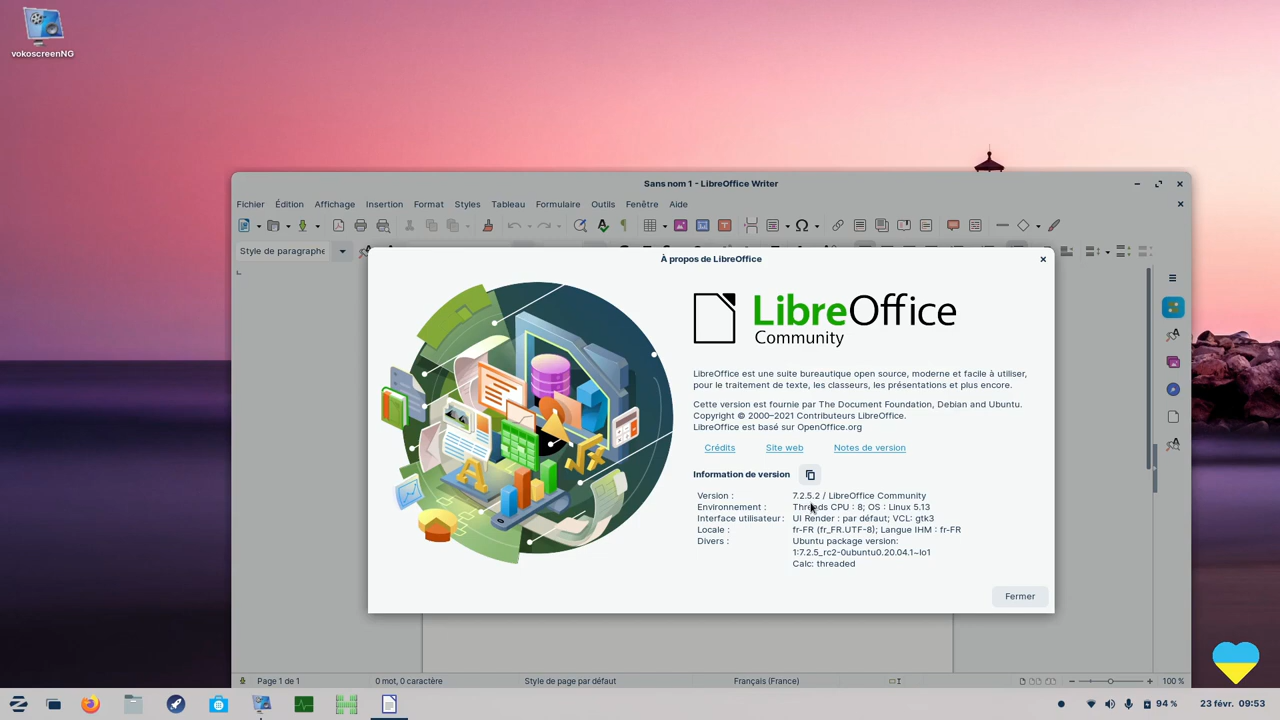 vokoscreenNG
Sans nom 1 - LibreOffice Writer
Fichier Édition Affichage Insertion Format Styles Tableau Formulaire Outils Fenêtre Aide
Style de paragraphe
À propos de LibreOffice
LibreOffice
Community
LibreOffice est une suite bureautique open source, moderne et facile à utiliser,
pour le traitement de texte, les classeurs, les présentations et plus encore.
Cette version est fournie par The Document Foundation, Debian and Ubuntu.
Copyright © 2000–2021 Contributeurs LibreOffice.
LibreOffice est basé sur OpenOffice.org
Crédits Site web Notes de version
Information de version
Version : 7.2.5.2 / LibreOffice Community
Environnement : Threads CPU : 8; OS : Linux 5.13
Interface utilisateur : UI Render : par défaut; VCL: gtk3
Locale : fr-FR (fr_FR.UTF-8); Langue IHM : fr-FR
Divers : Ubuntu package version:
1:7.2.5_rc2-0ubuntu0.20.04.1~lo1
Calc: threaded
Fermer
Page 1 de 1 0 mot, 0 caractère Style de page par défaut Français (France) 100 %
94 % 23 févr. 09:53